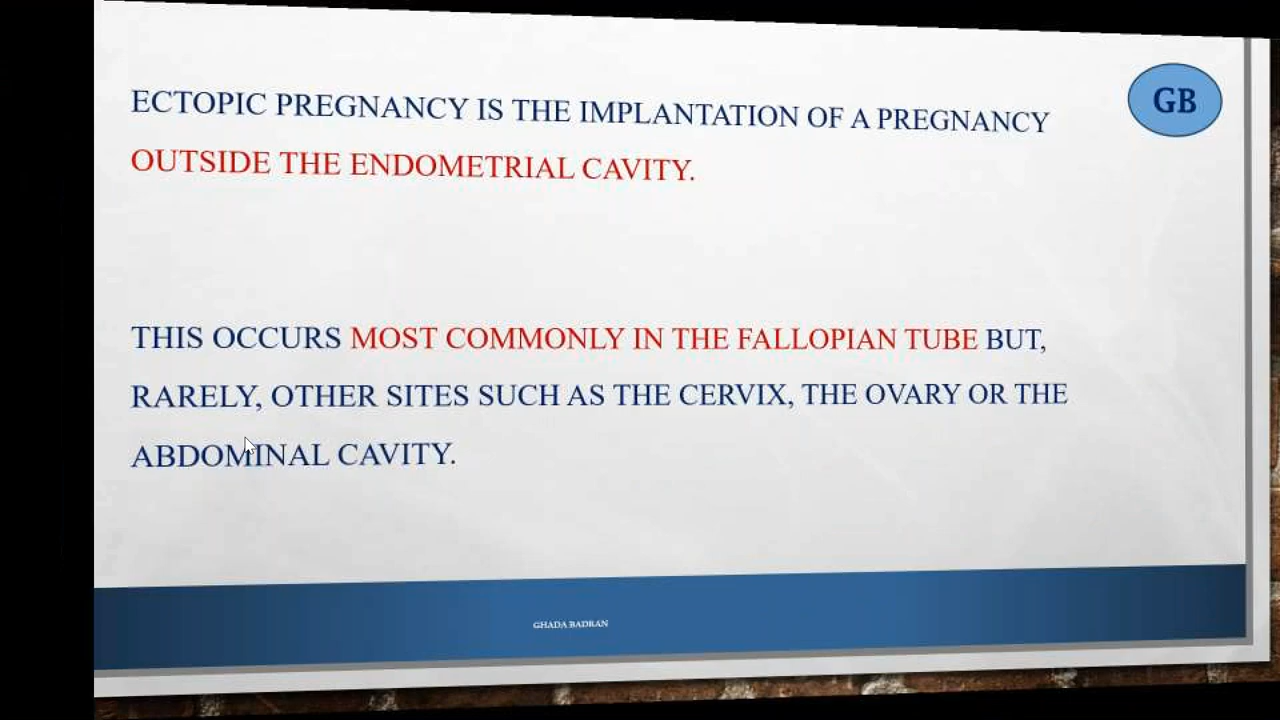 ECTOPIC PREGNANCY IS THE IMPLANTATION OF A PREGNANCY
OUTSIDE THE ENDOMETRIAL CAVITY.
GB
THIS OCCURS MOST COMMONLY IN THE FALLOPIAN TUBE BUT,
RARELY, OTHER SITES SUCH AS THE CERVIX, THE OVARY OR THE
ABDOMINAL CAVITY.
GHADA BADRAN